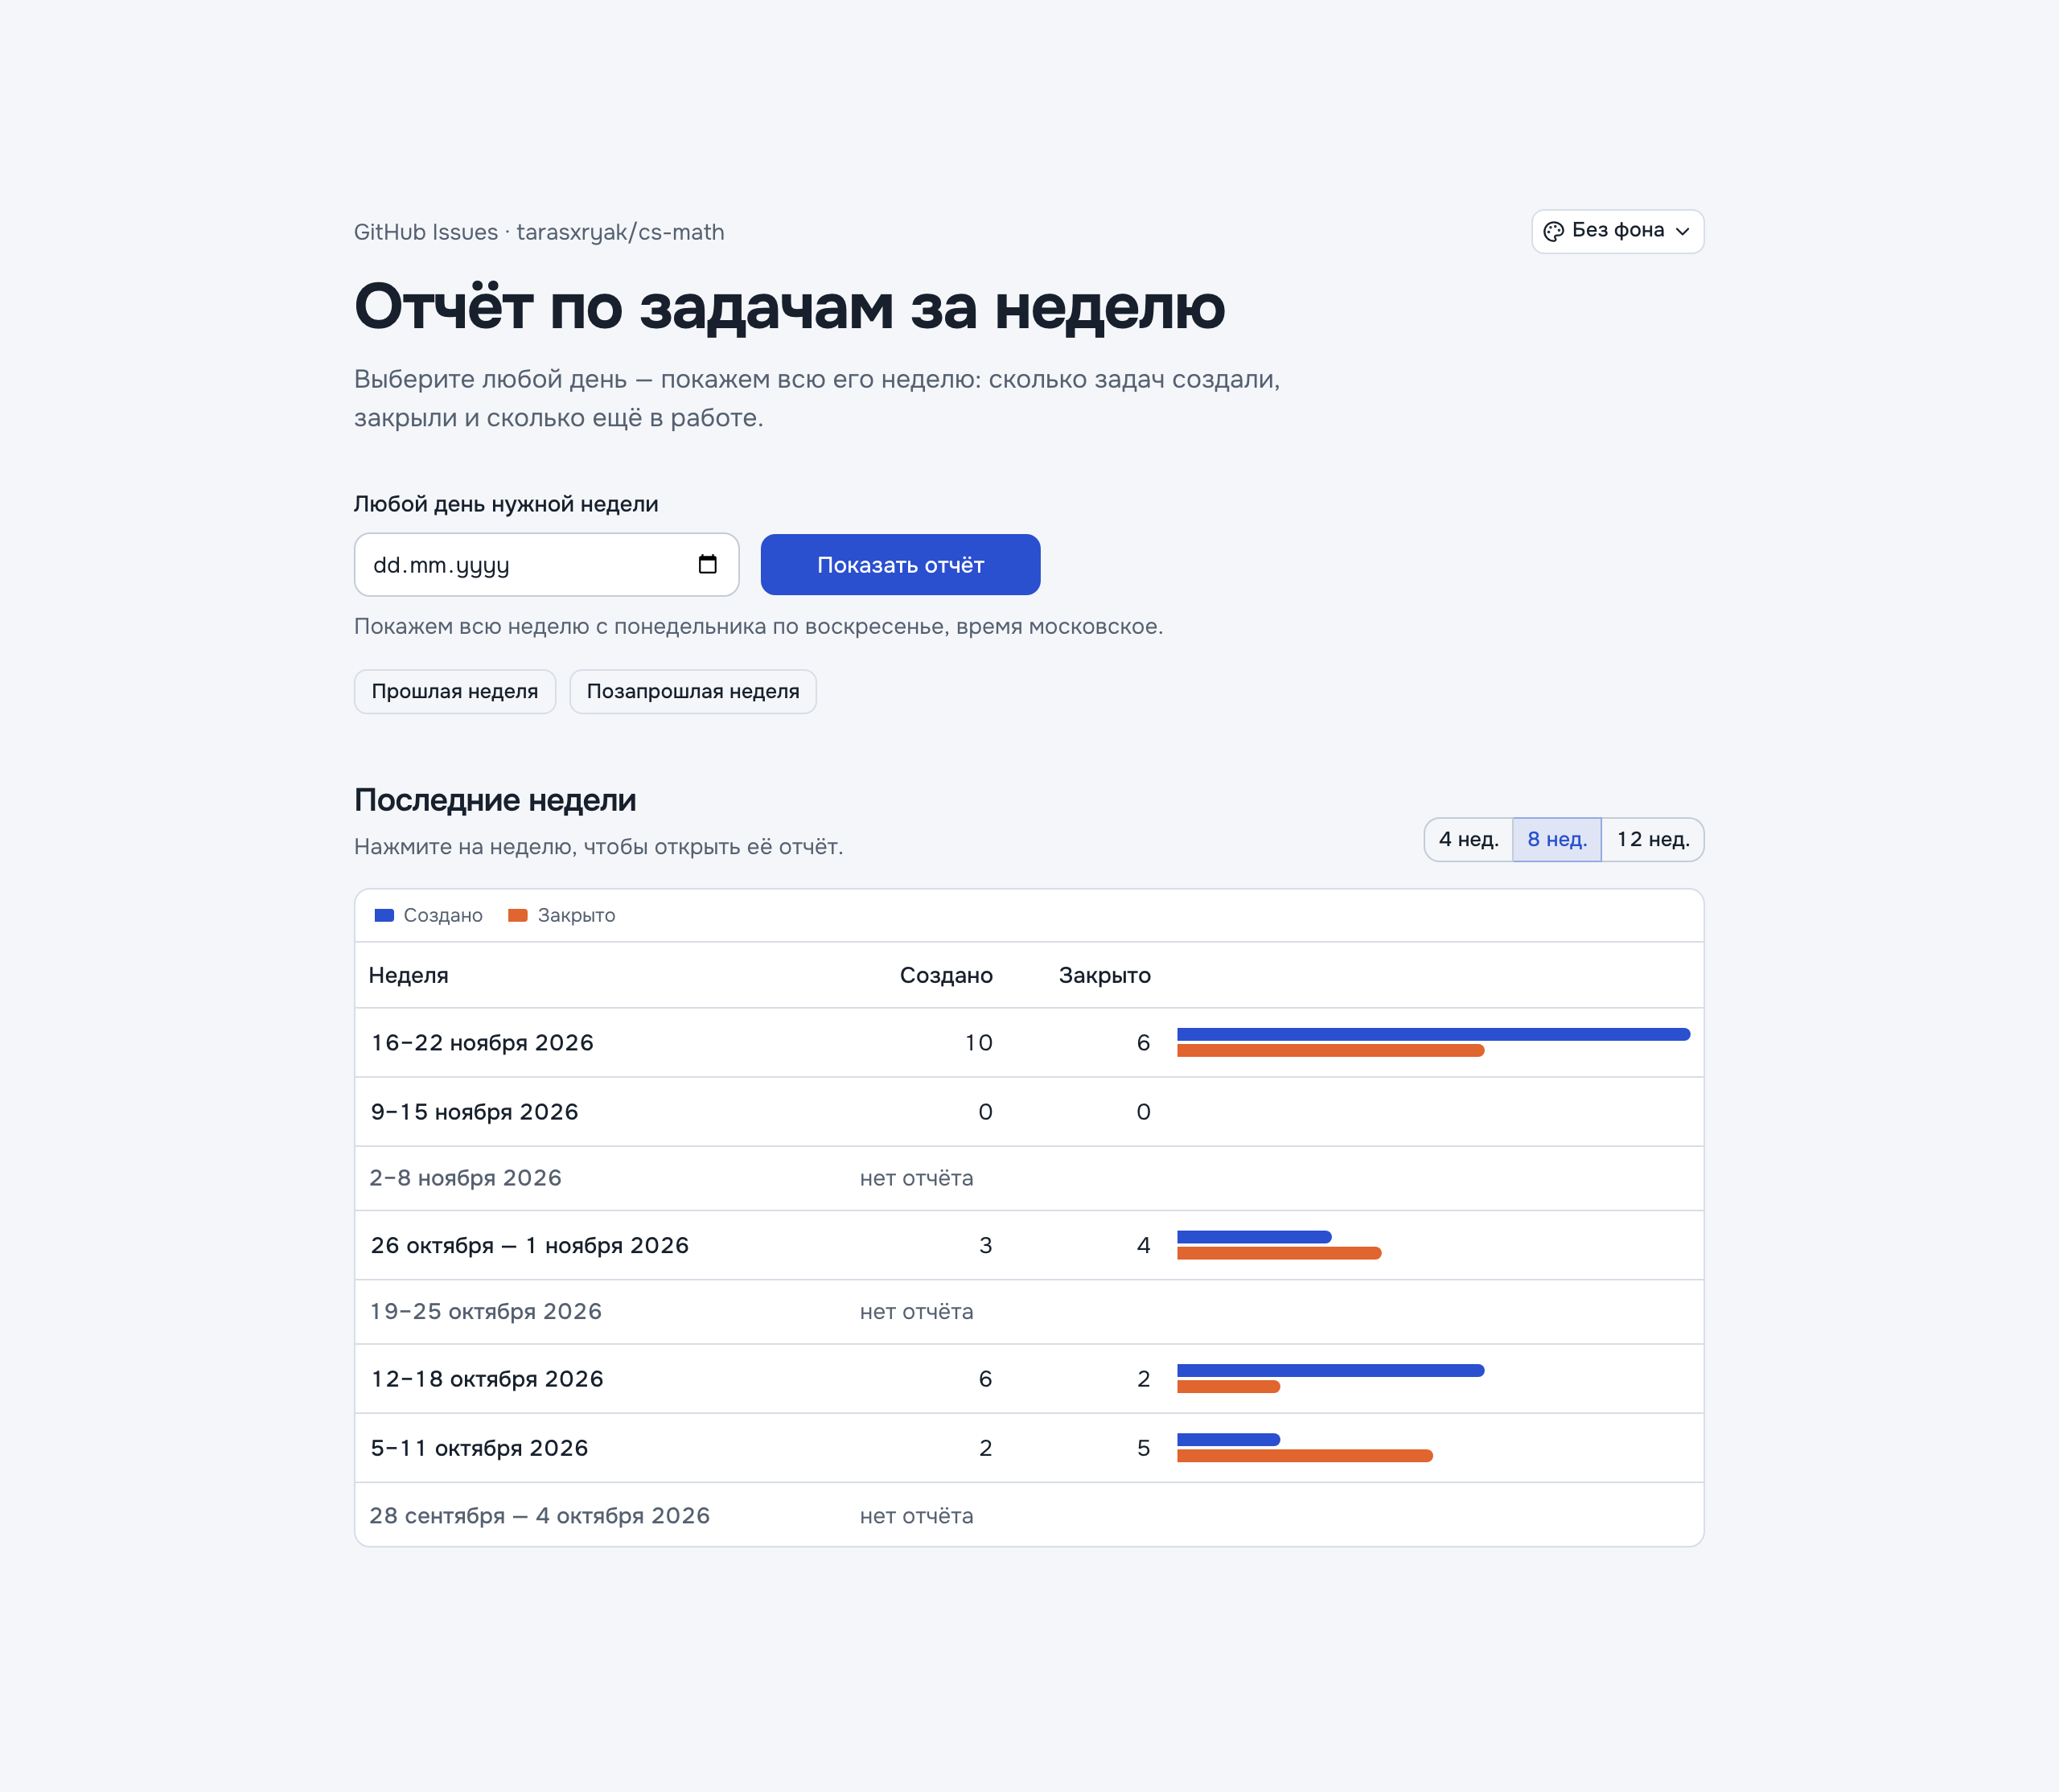 GitHub Issues · tarasxryak/cs-math
Без фона
Отчёт по задачам за неделю
Выберите любой день — покажем всю его неделю: сколько задач создали,
закрыли и сколько ещё в работе.
Любой день нужной недели
dd.mm.yyyy
Показать отчёт
Покажем всю неделю с понедельника по воскресенье, время московское.
Прошлая неделя Позапрошлая неделя
Последние недели
Нажмите на неделю, чтобы открыть её отчёт.
4 нед. 8 нед. 12 нед.
Создано Закрыто
Неделя Создано Закрыто
16–22 ноября 2026 10 6
9–15 ноября 2026 0 0
2–8 ноября 2026 нет отчёта
26 октября — 1 ноября 2026 3 4
19–25 октября 2026 нет отчёта
12–18 октября 2026 6 2
5–11 октября 2026 2 5
28 сентября — 4 октября 2026 нет отчёта